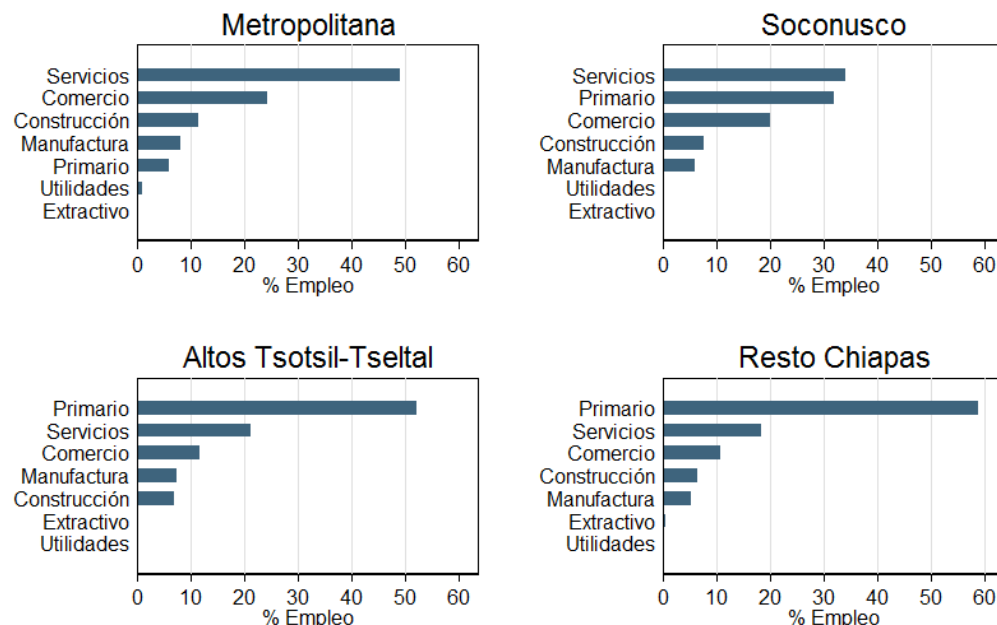 Metropolitana
Servicios
Comercio
Construcción
Manufactura
Primario
Utilidades
Extractivo
0 10 20 30 40 50 60
% Empleo
Soconusco
Servicios
Primario
Comercio
Construcción
Manufactura
Utilidades
Extractivo
0 10 20 30 40 50 60
% Empleo
Altos Tsotsil-Tseltal
Primario
Servicios
Comercio
Manufactura
Construcción
Extractivo
Utilidades
0 10 20 30 40 50 60
% Empleo
Resto Chiapas
Primario
Servicios
Comercio
Construcción
Manufactura
Extractivo
Utilidades
0 10 20 30 40 50 60
% Empleo